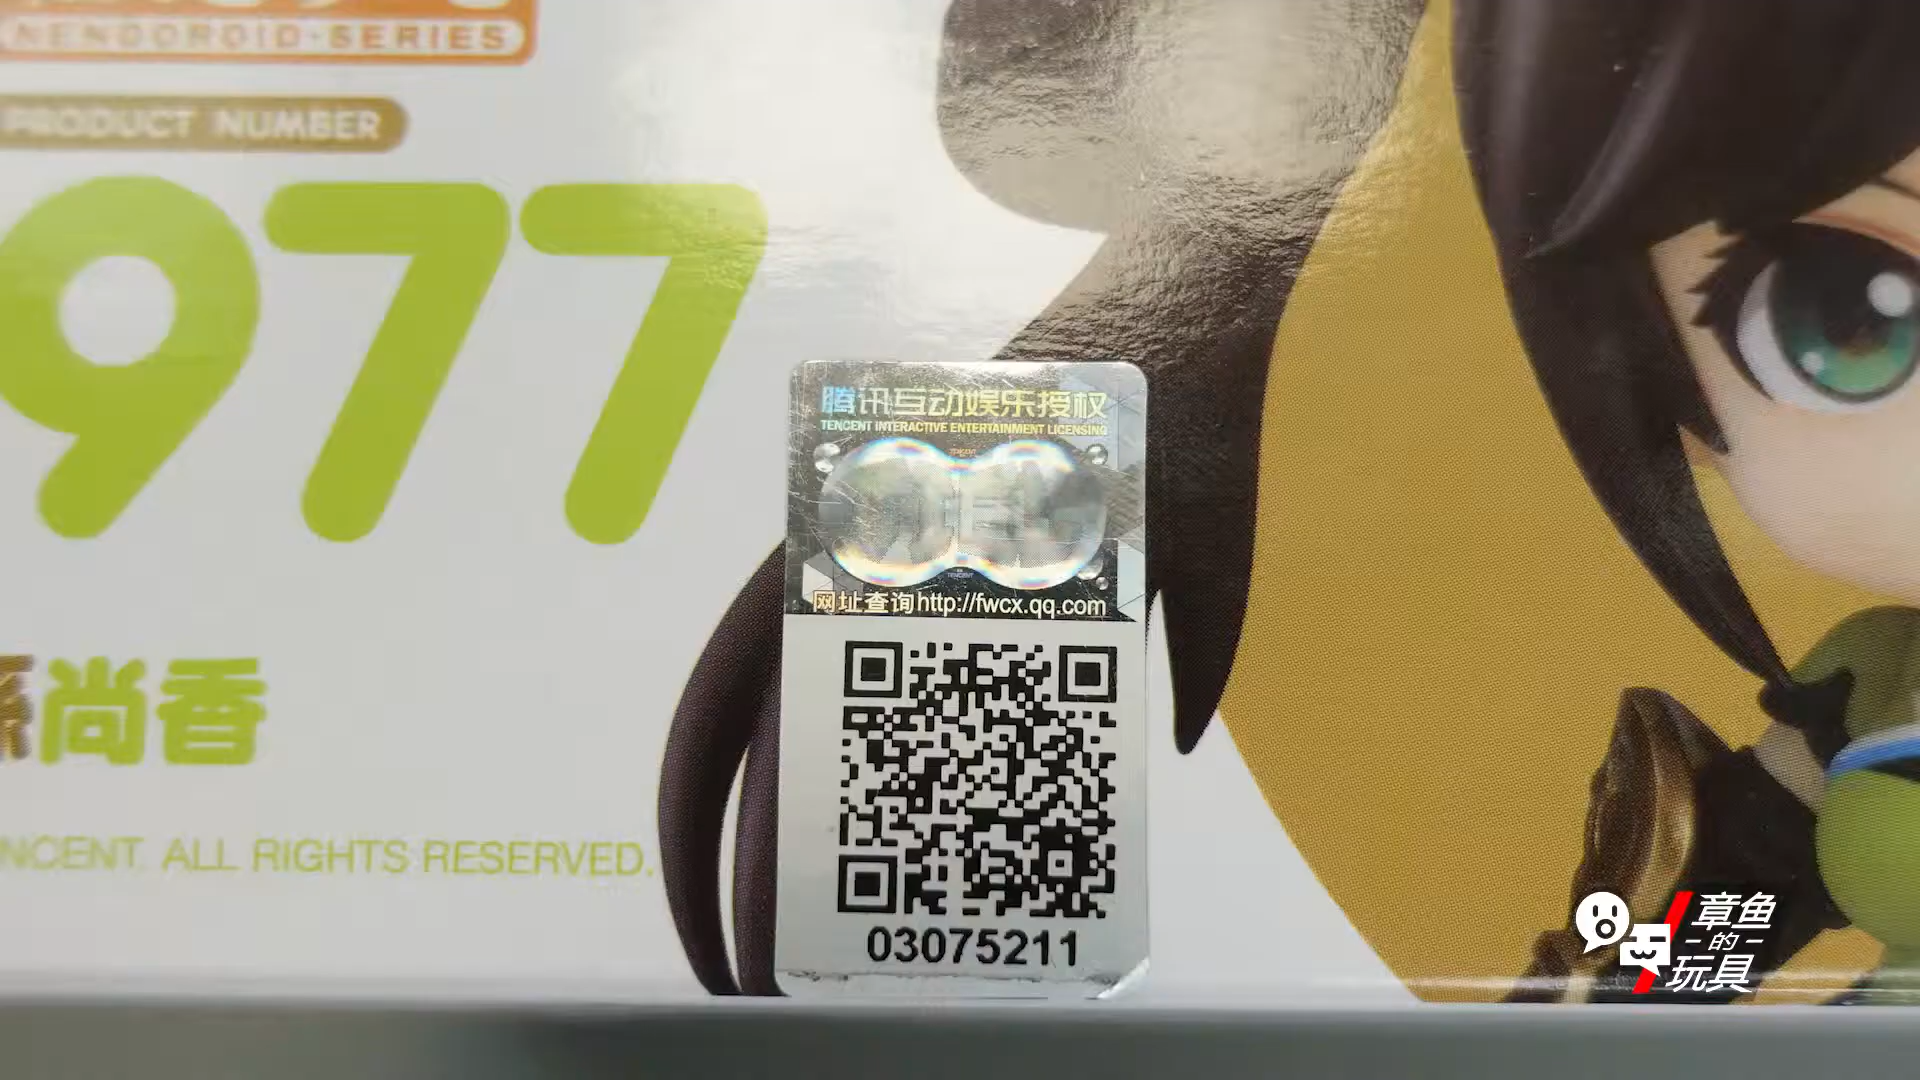 NENDOROID·SERIES
PRODUCT NUMBER
977
孫尚香
NCENT. ALL RIGHTS RESERVED.
腾讯互动娱乐授权
TENCENT INTERACTIVE ENTERTAINMENT LICENSING
TENCENT
网址查询http://fwcx.qq.com
03075211
章鱼
-的-
玩具